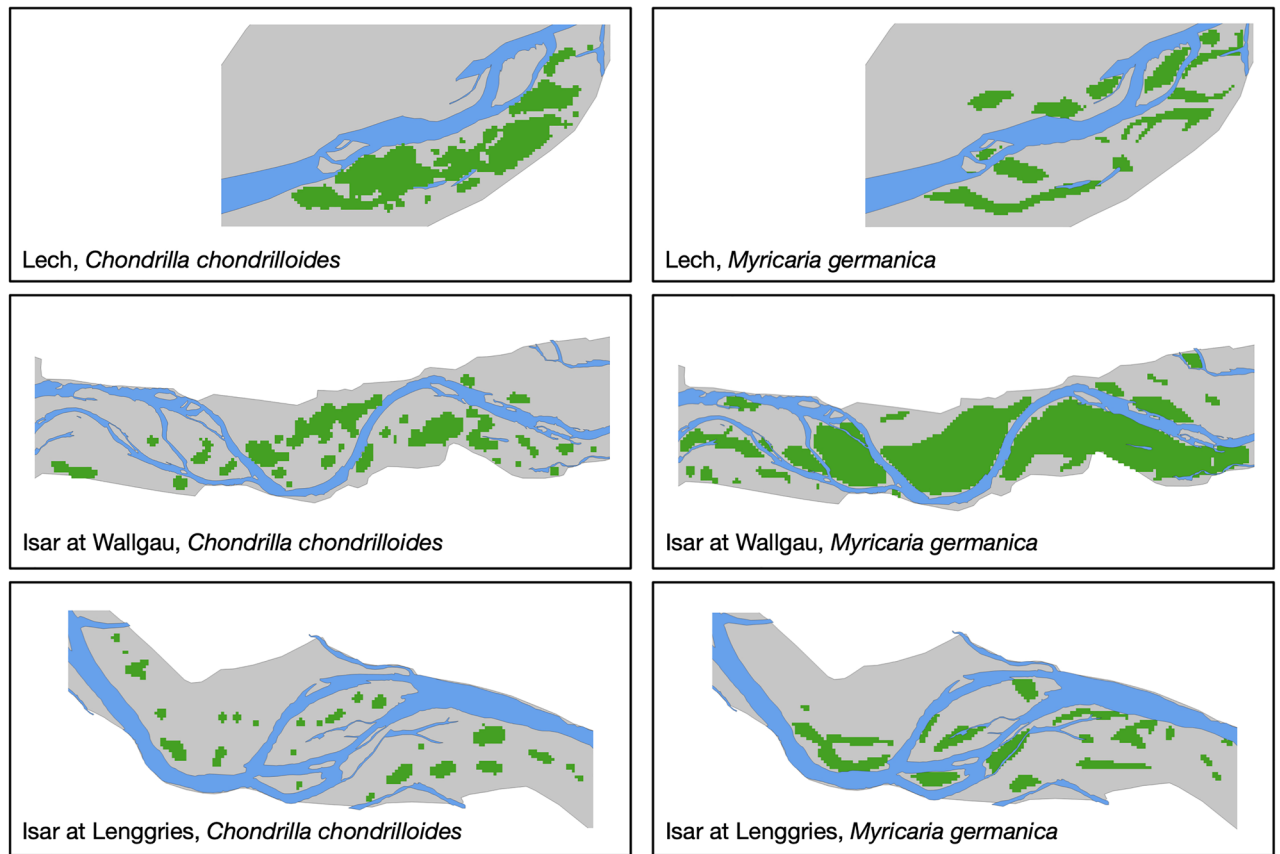 Lech, Chondrilla chondrilloides
Lech, Myricaria germanica
Isar at Wallgau, Chondrilla chondrilloides
Isar at Wallgau, Myricaria germanica
Isar at Lenggries, Chondrilla chondrilloides
Isar at Lenggries, Myricaria germanica